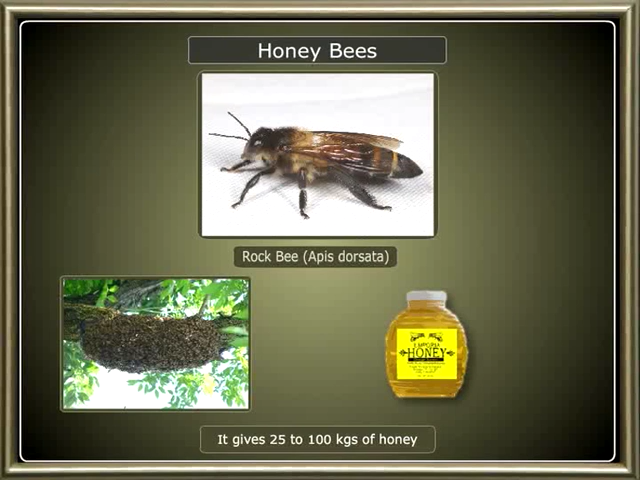 Honey Bees
Rock Bee (Apis dorsata)
HONEY
It gives 25 to 100 kgs of honey